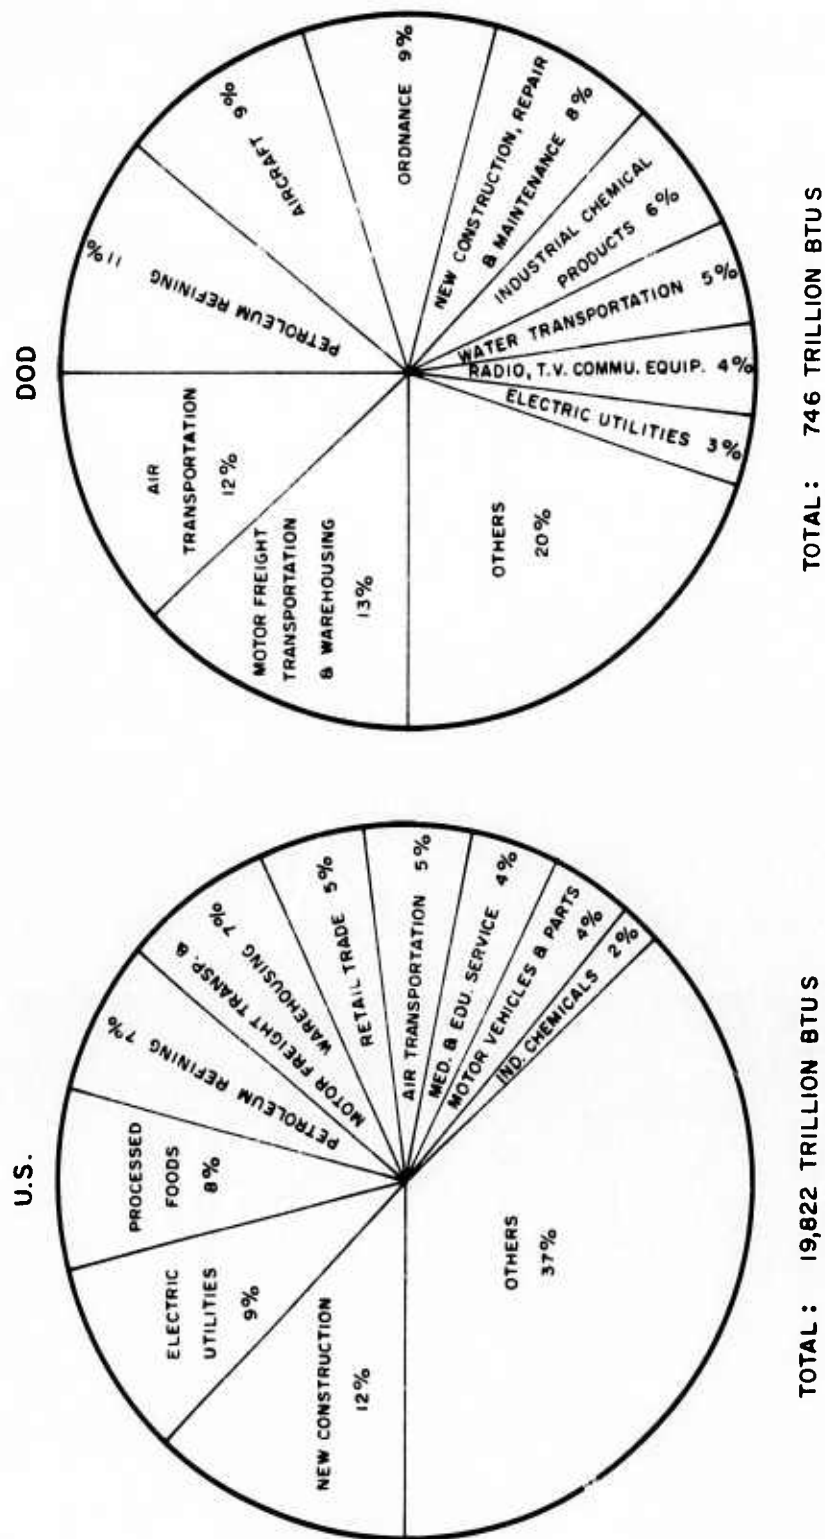 U.S.
NEW CONSTRUCTION
12%
ELECTRIC
UTILITIES
9%
PROCESSED
FOODS
8%
PETROLEUM REFINING 7%
MOTOR FREIGHT TRANSP. &
WAREHOUSING 7%
RETAIL TRADE 5%
AIR TRANSPORTATION 5%
MED. & EDU. SERVICE 4%
MOTOR VEHICLES & PARTS
4%
IND. CHEMICALS 2%
OTHERS
37%
TOTAL: 19,822 TRILLION BTUS
DOD
MOTOR FREIGHT
TRANSPORTATION
& WAREHOUSING
13%
AIR
TRANSPORTATION
12%
PETROLEUM REFINING 11%
AIRCRAFT 9%
ORDNANCE 9%
NEW CONSTRUCTION, REPAIR
& MAINTENANCE 8%
INDUSTRIAL CHEMICAL
PRODUCTS 6%
WATER TRANSPORTATION 5%
RADIO, T.V. COMMU. EQUIP. 4%
ELECTRIC UTILITIES 3%
OTHERS
20%
TOTAL: 746 TRILLION BTUS